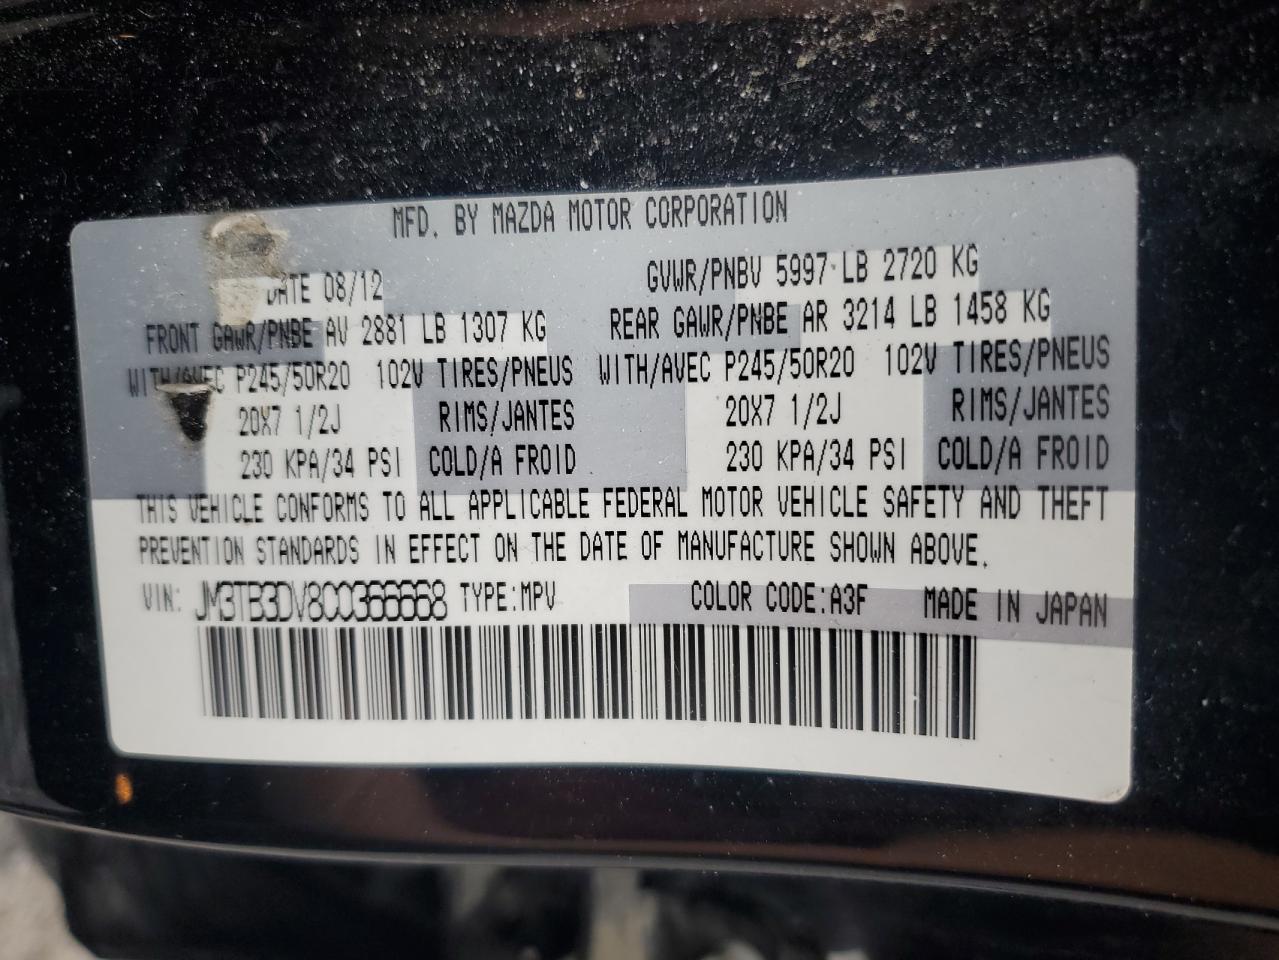 MFD. BY MAZDA MOTOR CORPORATION
DATE 08/12 GVWR/PNBV 5997 LB 2720 KG
FRONT GAWR/PNBE AV 2881 LB 1307 KG REAR GAWR/PNBE AR 3214 LB 1458 KG
WITH/AVEC P245/50R20 102V TIRES/PNEUS WITH/AVEC P245/50R20 102V TIRES/PNEUS
20X7 1/2J RIMS/JANTES 20X7 1/2J RIMS/JANTES
230 KPA/34 PSI COLD/A FROID 230 KPA/34 PSI COLD/A FROID
THIS VEHICLE CONFORMS TO ALL APPLICABLE FEDERAL MOTOR VEHICLE SAFETY AND THEFT
PREVENTION STANDARDS IN EFFECT ON THE DATE OF MANUFACTURE SHOWN ABOVE.
VIN: JM3TB3DV8C0366668 TYPE:MPV COLOR CODE:A3F MADE IN JAPAN